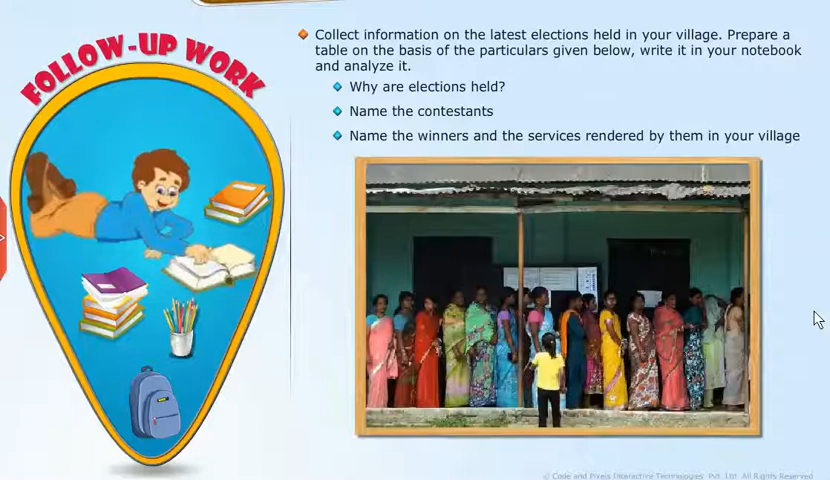 FOLLOW-UP WORK
Collect information on the latest elections held in your village. Prepare a
table on the basis of the particulars given below, write it in your notebook
and analyze it.
Why are elections held?
Name the contestants
Name the winners and the services rendered by them in your village
© Code and Pixels Interactive Technologies. Pvt. Ltd. All Rights Reserved